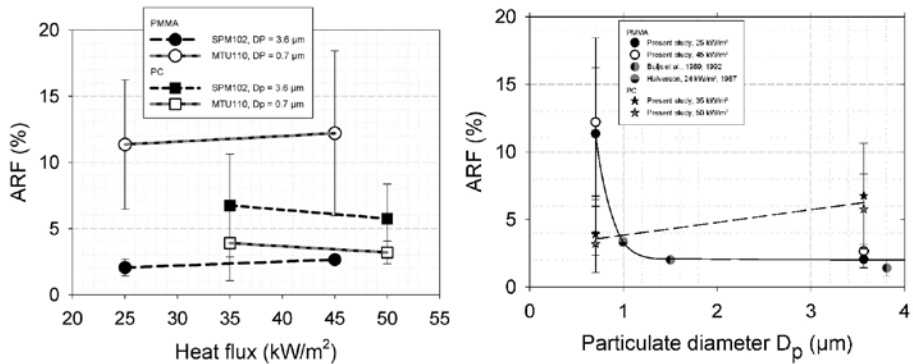 PMMA
SPM102, DP = 3.6 µm
MTU110, DP = 0.7 µm
PC
SPM102, Dp = 3.6 µm
MTU110, Dp = 0.7 µm
ARF (%)
20
15
10
5
0
20 25 30 35 40 45 50 55
Heat flux (kW/m²)
PMMA
Present study, 25 kW/m²
Present study, 45 kW/m²
Buijs et al., 1989; 1992
Halverson, 24 kW/m², 1987
PC
Present study, 35 kW/m²
Present study, 50 kW/m²
ARF (%)
20
15
10
5
0
0 1 2 3 4
Particulate diameter Dp (µm)